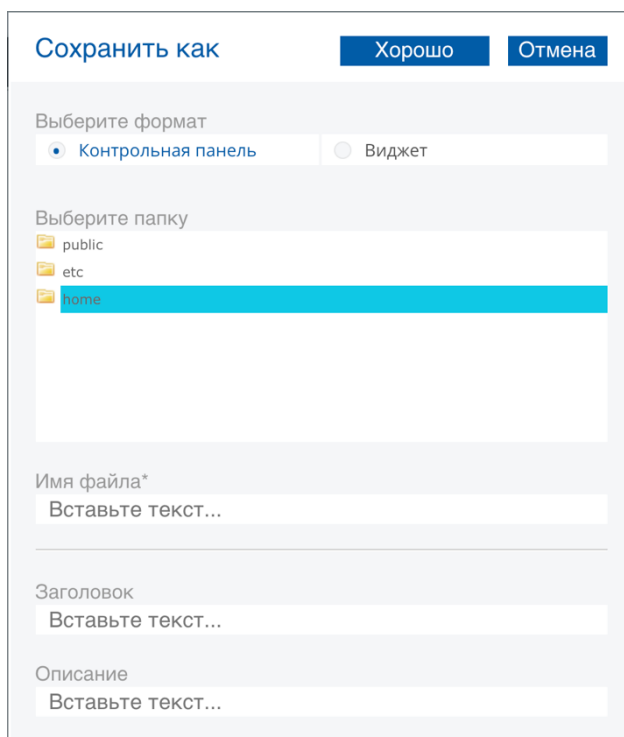 Сохранить как Хорошо Отмена
Выберите формат
Контрольная панель Виджет
Выберите папку
public
etc
home
Имя файла*
Вставьте текст...
Заголовок
Вставьте текст...
Описание
Вставьте текст...